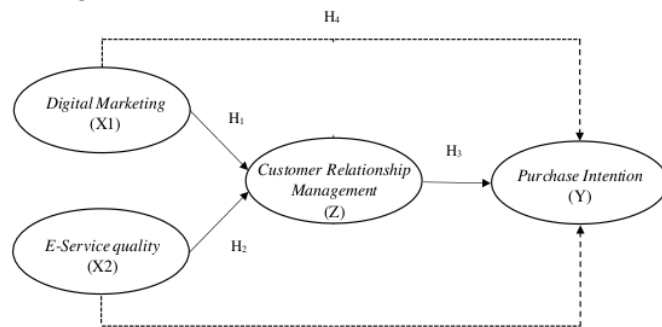 H4
Digital Marketing
(X1)
H1
Customer Relationship
Management
(Z)
H3
Purchase Intention
(Y)
E-Service quality
(X2)
H2